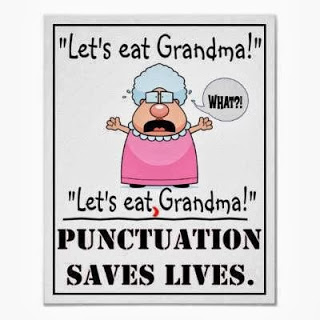 "Let's eat Grandma!"
WHAT?!
"Let's eat, Grandma!"
PUNCTUATION
SAVES LIVES.